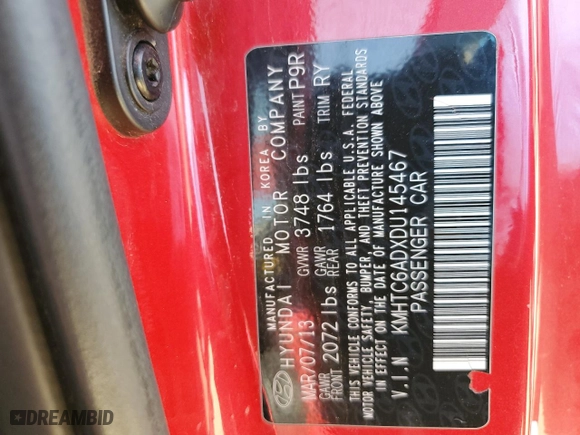 MANUFACTURED IN KOREA BY
HYUNDAI MOTOR COMPANY
MAR/07/13 GVWR 3748 lbs PAINT P9R
GAWR FRONT 2072 lbs GAWR REAR 1764 lbs TRIM RY
THIS VEHICLE CONFORMS TO ALL APPLICABLE U.S.A. FEDERAL
MOTOR VEHICLE SAFETY, BUMPER, AND THEFT PREVENTION STANDARDS
IN EFFECT ON THE DATE OF MANUFACTURE SHOWN ABOVE
V.I.N KMHTC6ADXDU145467
PASSENGER CAR
DREAMBID